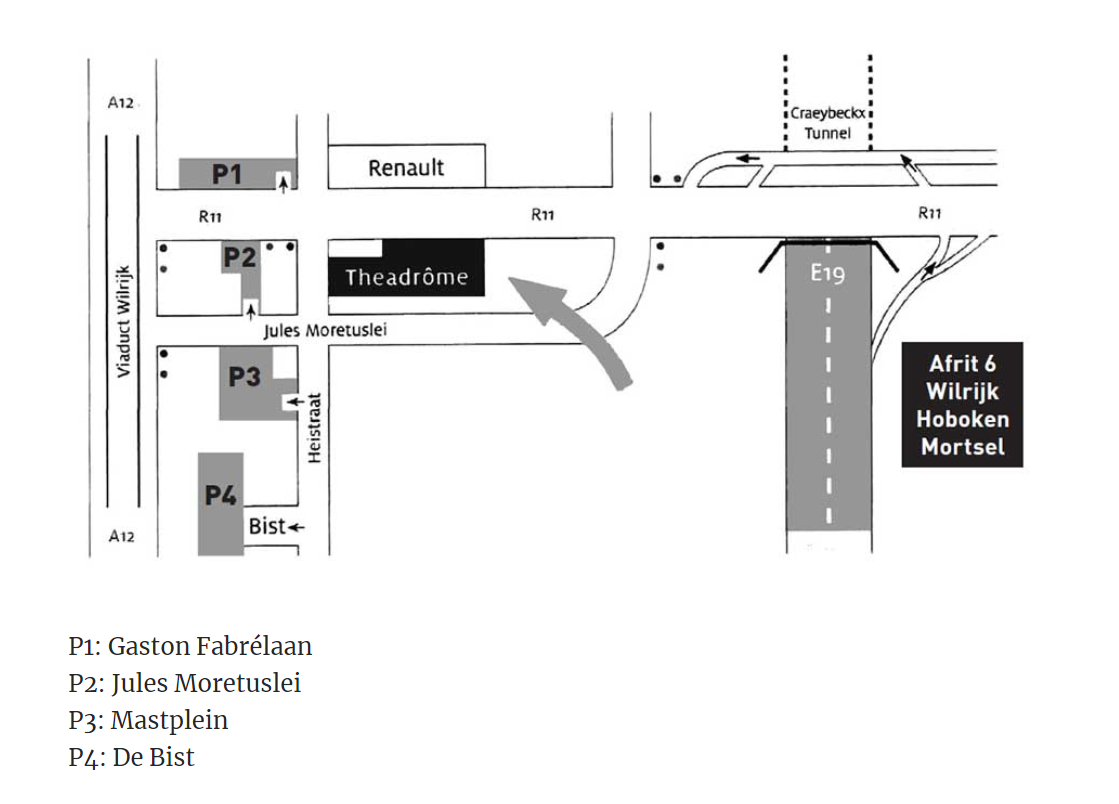 A12
Craeybeckx
Tunnel
P1
Renault
R11
R11
R11
P2
Theadrôme
E19
Viaduct Wilrijk
Jules Moretuslei
P3
Heistraat
Afrit 6
Wilrijk
Hoboken
Mortsel
P4
Bist
A12
P1: Gaston Fabrélaan
P2: Jules Moretuslei
P3: Mastplein
P4: De Bist